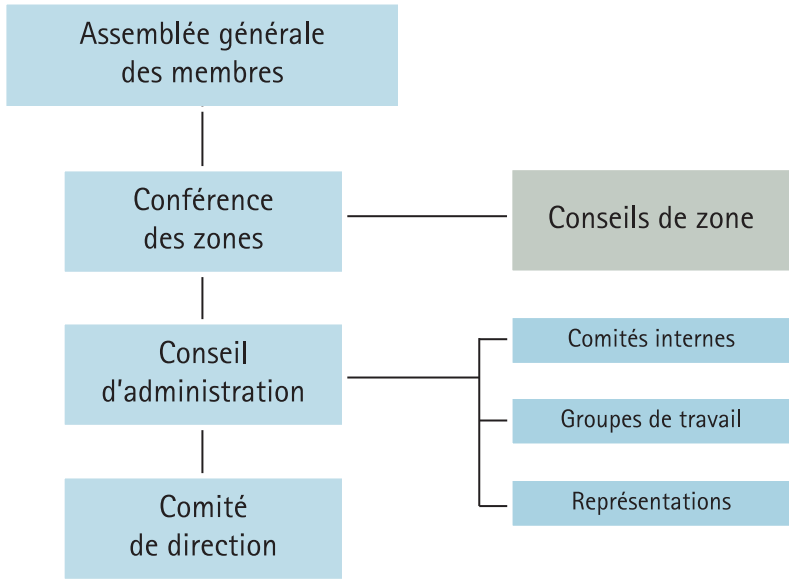 Assemblée générale
des membres
Conférence
des zones
Conseils de zone
Conseil
d'administration
Comités internes
Groupes de travail
Représentations
Comité
de direction